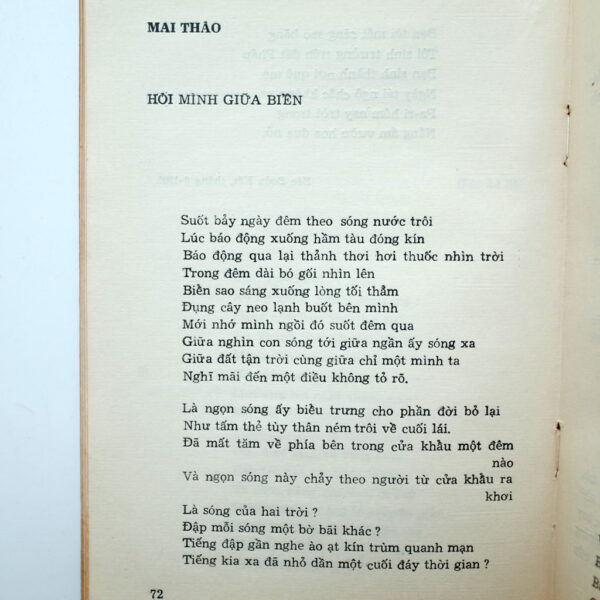 MAI THẢO
HỎI MÌNH GIỮA BIỂN
Suốt bảy ngày đêm theo sóng nước trôi
Lúc báo động xuống hầm tàu đóng kín
Báo động qua lại thảnh thơi hơi thuốc nhìn trời
Trong đêm dài bó gối nhìn lên
Biển sao sáng xuống lòng tối thẳm
Đụng cây neo lạnh buốt bên mình
Mới nhớ mình ngồi đó suốt đêm qua
Giữa nghìn con sóng tới giữa ngần ấy sóng xa
Giữa đất tận trời cùng giữa chỉ một mình ta
Nghĩ mãi đến một điều không tỏ rõ.
Là ngọn sóng ấy biểu trưng cho phần đời bỏ lại
Như tấm thẻ tùy thân ném trôi về cuối lái.
Đã mất tăm về phía bên trong cửa khẩu một đêm
nào
Và ngọn sóng này chảy theo người từ cửa khẩu ra
khơi
Là sóng của hai trời ?
Đập mỗi sóng một bờ bãi khác ?
Tiếng đập gần nghe ào ạt kín trùm quanh mạn
Tiếng kia xa đã nhỏ dần một cuối đáy thời gian ?
72